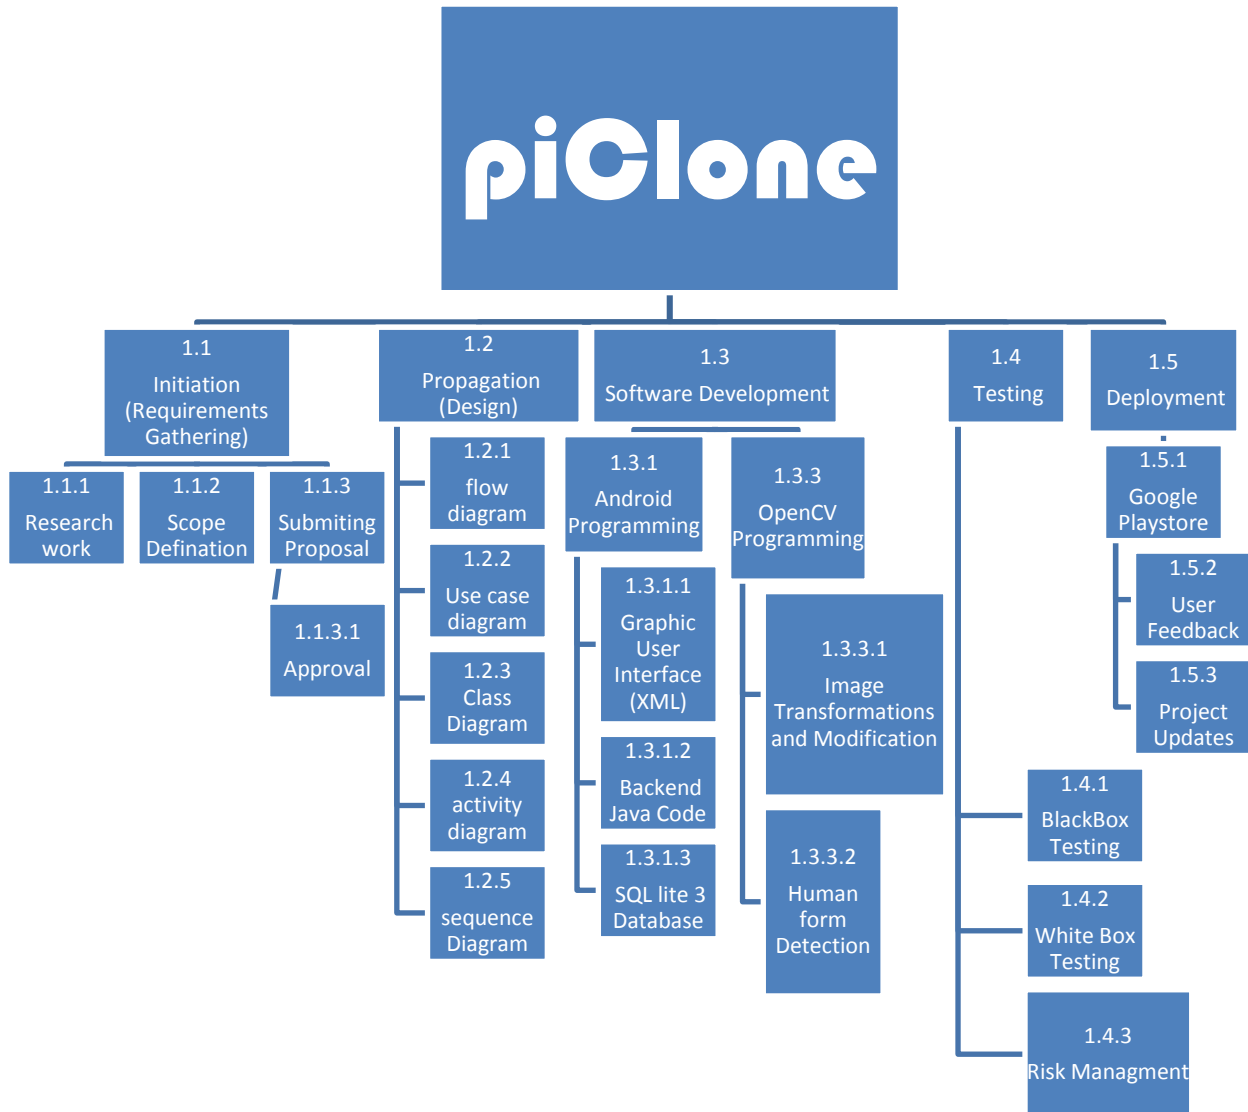 piClone
1.1
Initiation
(Requirements
Gathering)
1.1.1
Research
work
1.1.2
Scope
Defination
1.1.3
Submiting
Proposal
1.1.3.1
Approval
1.2
Propagation
(Design)
1.2.1
flow
diagram
1.2.2
Use case
diagram
1.2.3
Class
Diagram
1.2.4
activity
diagram
1.2.5
sequence
Diagram
1.3
Software Development
1.3.1
Android
Programming
1.3.1.1
Graphic
User
Interface
(XML)
1.3.1.2
Backend
Java Code
1.3.1.3
SQL lite 3
Database
1.3.3
OpenCV
Programming
1.3.3.1
Image
Transformations
and Modification
1.3.3.2
Human
form
Detection
1.4
Testing
1.4.1
BlackBox
Testing
1.4.2
White Box
Testing
1.4.3
Risk Managment
1.5
Deployment
1.5.1
Google
Playstore
1.5.2
User
Feedback
1.5.3
Project
Updates